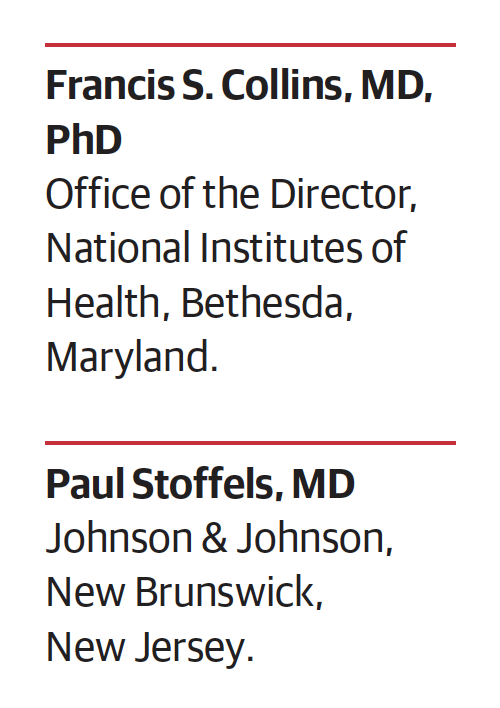 Francis S. Collins, MD,
PhD
Office of the Director,
National Institutes of
Health, Bethesda,
Maryland.
Paul Stoffels, MD
Johnson & Johnson,
New Brunswick,
New Jersey.